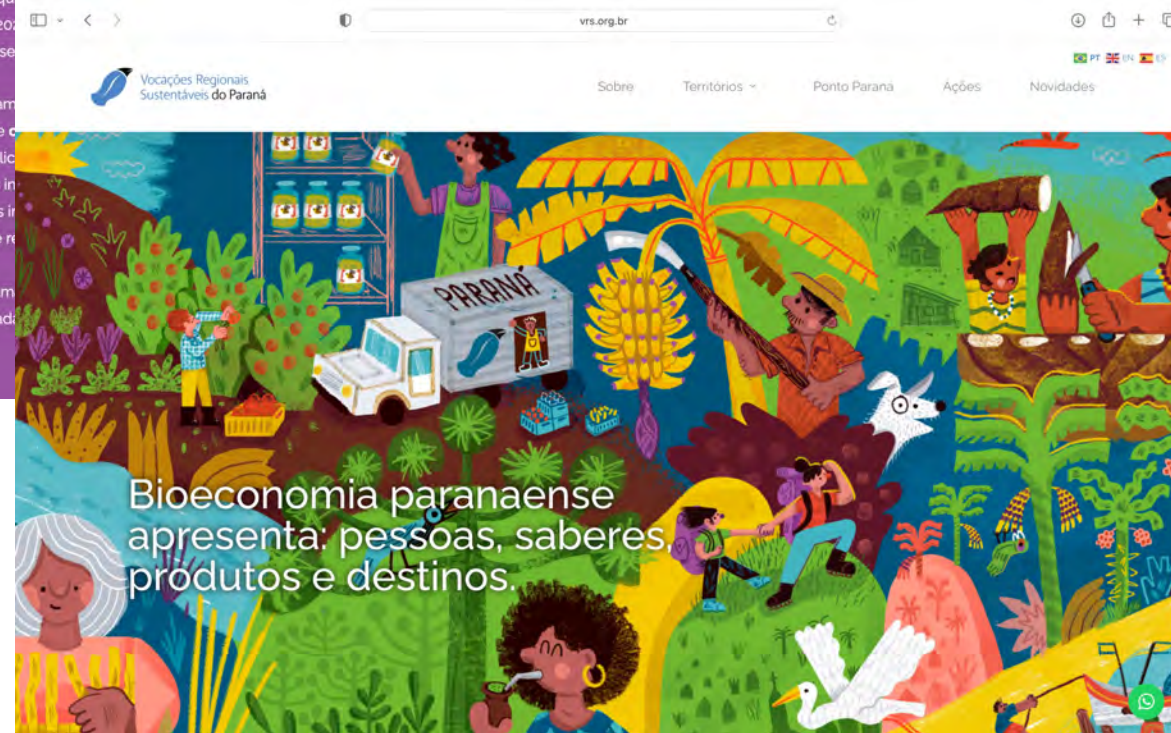 vrs.org.br
PT EN ES
Vocações Regionais
Sustentáveis do Paraná
Sobre Territórios Ponto Parana Ações Novidades
PARANÁ
Bioeconomia paranaense
apresenta: pessoas, saberes,
produtos e destinos.